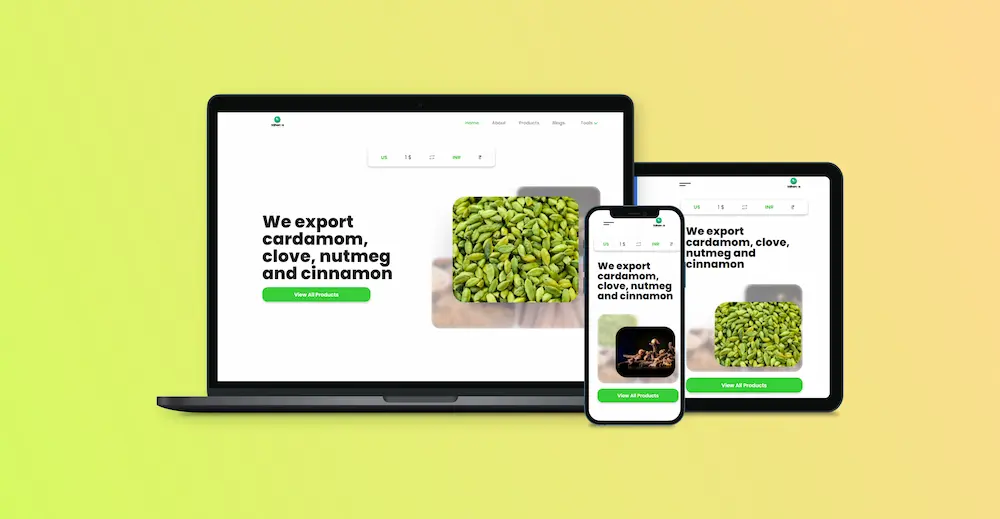 Home About Products Blogs Tools
US 1 $ INR ₹
We export
cardamom,
clove, nutmeg
and cinnamon
View All Products
US 1 $ INR ₹
We export
cardamom,
clove, nutmeg
and cinnamon
View All Products
US 1 $ INR ₹
We export
cardamom, clove,
nutmeg and
cinnamon
View All Products